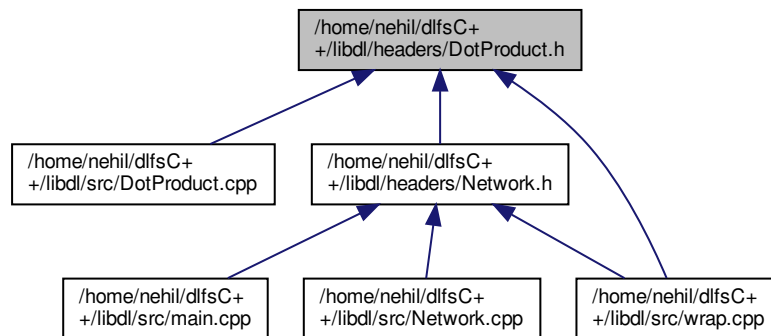 /home/nehil/dlfsC+
+/libdl/headers/DotProduct.h
/home/nehil/dlfsC+
+/libdl/src/DotProduct.cpp
/home/nehil/dlfsC+
+/libdl/headers/Network.h
/home/nehil/dlfsC+
+/libdl/src/main.cpp
/home/nehil/dlfsC+
+/libdl/src/Network.cpp
/home/nehil/dlfsC+
+/libdl/src/wrap.cpp